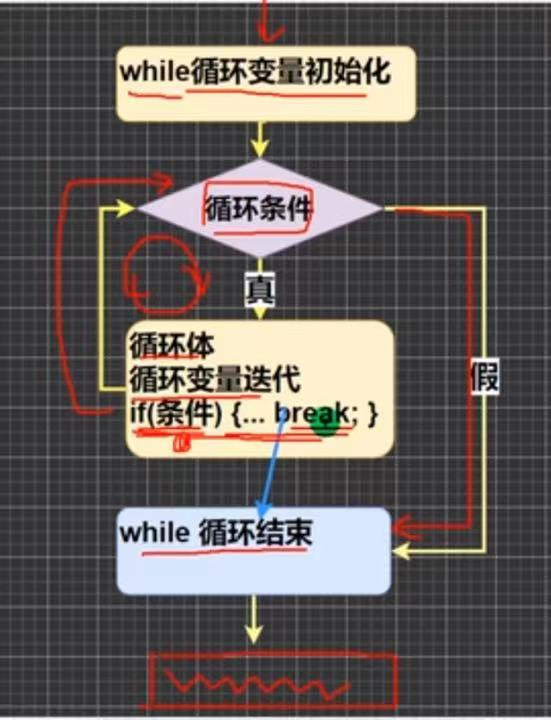 while循环变量初始化
循环条件
真
循环体
循环变量迭代
if(条件) {... break; }
假
while 循环结束